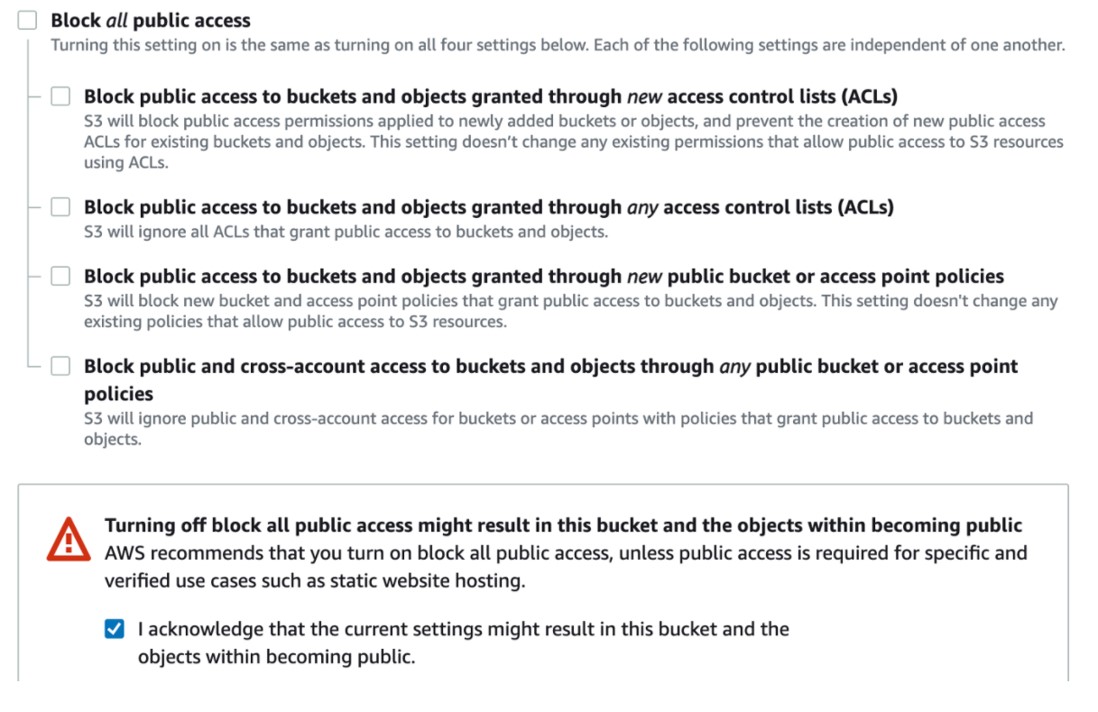 Block all public access
Turning this setting on is the same as turning on all four settings below. Each of the following settings are independent of one another.
Block public access to buckets and objects granted through new access control lists (ACLs)
S3 will block public access permissions applied to newly added buckets or objects, and prevent the creation of new public access
ACLs for existing buckets and objects. This setting doesn't change any existing permissions that allow public access to S3 resources
using ACLs.
Block public access to buckets and objects granted through any access control lists (ACLs)
S3 will ignore all ACLs that grant public access to buckets and objects.
Block public access to buckets and objects granted through new public bucket or access point policies
S3 will block new bucket and access point policies that grant public access to buckets and objects. This setting doesn't change any
existing policies that allow public access to S3 resources.
Block public and cross-account access to buckets and objects through any public bucket or access point
policies
S3 will ignore public and cross-account access for buckets or access points with policies that grant public access to buckets and
objects.
Turning off block all public access might result in this bucket and the objects within becoming public
AWS recommends that you turn on block all public access, unless public access is required for specific and
verified use cases such as static website hosting.
I acknowledge that the current settings might result in this bucket and the
objects within becoming public.